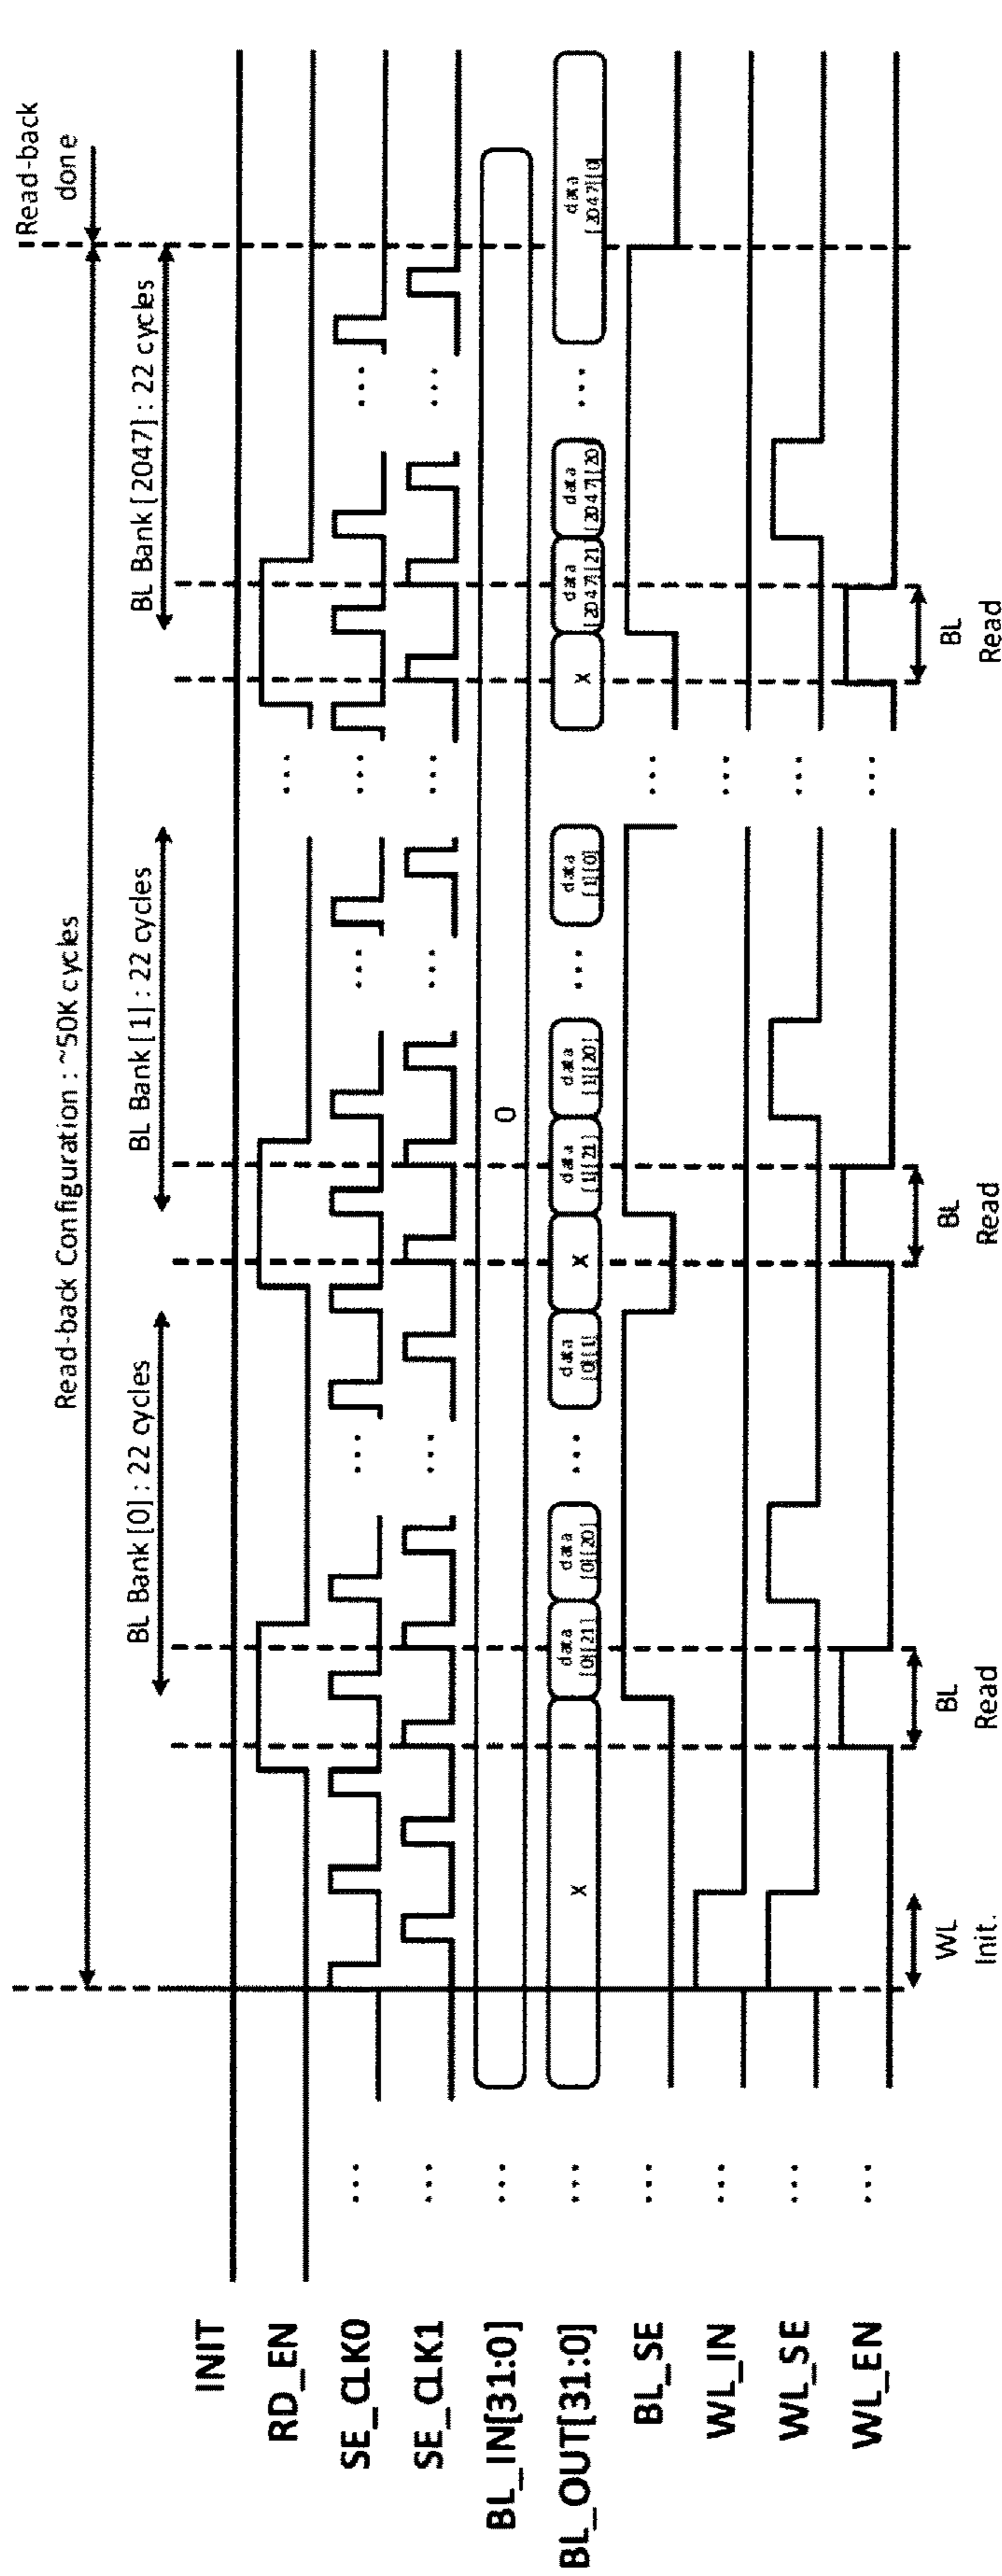 Read-back
done
Read-back Configuration : ~50K cycles
BL Bank [0] : 22 cycles
BL Bank [1] : 22 cycles
BL Bank [2047] : 22 cycles
INIT
RD_EN
...
SE_CLK0
... ... ... ... ...
SE_CLK1
... ... ... ... ...
BL_IN[31:0]
... 0
BL_OUT[31:0]
... X
data
[0][21]
data
[0][20]
...
data
[0][1]
X
data
[1][21]
data
[1][20]
...
data
[1][0]
X
data
[2047][21]
data
[2047][20]
...
data
[2047][0]
BL_SE
... ...
WL_IN
... ...
WL_SE
... ...
WL_EN
... ...
WL
Init.
BL
Read
BL
Read
BL
Read